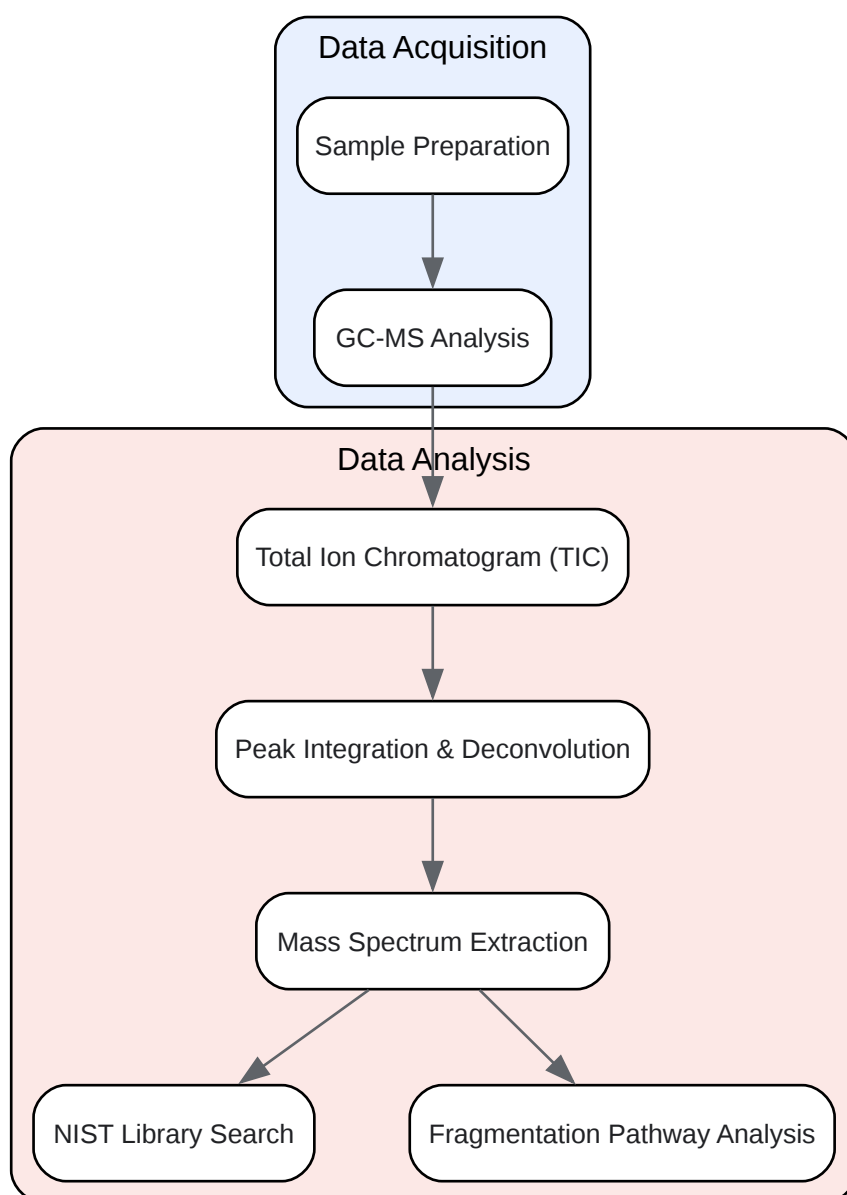 Data Acquisition
Sample Preparation
GC-MS Analysis
Data Analysis
Total Ion Chromatogram (TIC)
Peak Integration & Deconvolution
Mass Spectrum Extraction
NIST Library Search
Fragmentation Pathway Analysis